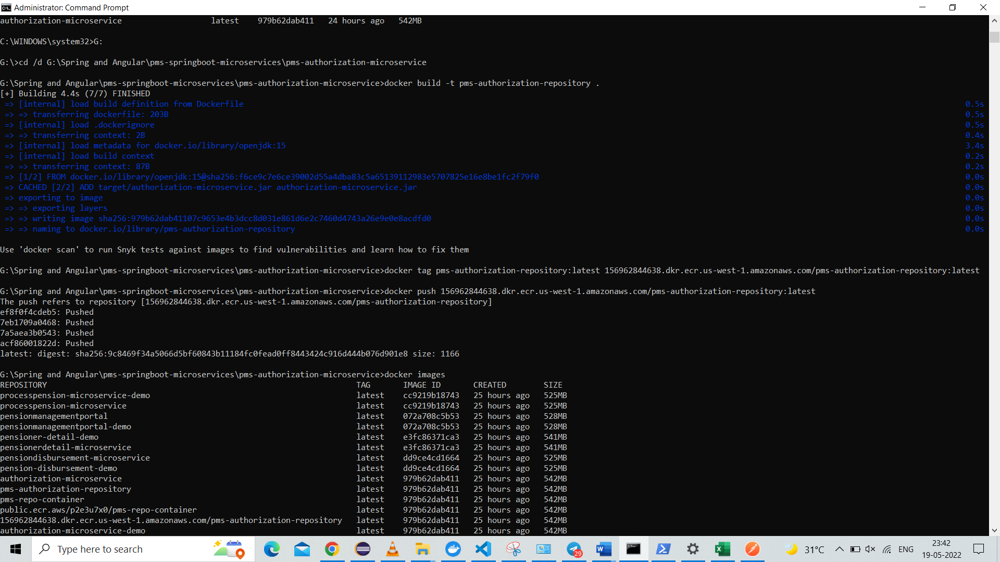 Administrator: Command Prompt
authorization-microservice latest 979b62dab411 24 hours ago 542MB
C:\WINDOWS\system32>G:
G:\>cd /d G:\Spring and Angular\pms-springboot-microservices\pms-authorization-microservice
G:\Spring and Angular\pms-springboot-microservices\pms-authorization-microservice>docker build -t pms-authorization-repository .
[+] Building 4.4s (7/7) FINISHED
=> [internal] load build definition from Dockerfile 0.5s
=> => transferring dockerfile: 203B 0.5s
=> [internal] load .dockerignore 0.5s
=> => transferring context: 2B 0.4s
=> [internal] load metadata for docker.io/library/openjdk:15 3.4s
=> [internal] load build context 0.2s
=> => transferring context: 87B 0.2s
=> [1/2] FROM docker.io/library/openjdk:15@sha256:f6ce9c7e6ce39002d55a4dba83c5a65139112983e5707825e16e8be1fc2f79f0 0.0s
=> CACHED [2/2] ADD target/authorization-microservice.jar authorization-microservice.jar 0.0s
=> exporting to image 0.0s
=> => exporting layers 0.0s
=> => writing image sha256:979b62dab41107c9653e4b3dcc8d031e861d6e2c7460d4743a26e9e0e8acdfd0 0.0s
=> => naming to docker.io/library/pms-authorization-repository 0.0s
Use 'docker scan' to run Snyk tests against images to find vulnerabilities and learn how to fix them
G:\Spring and Angular\pms-springboot-microservices\pms-authorization-microservice>docker tag pms-authorization-repository:latest 156962844638.dkr.ecr.us-west-1.amazonaws.com/pms-authorization-repository:latest
G:\Spring and Angular\pms-springboot-microservices\pms-authorization-microservice>docker push 156962844638.dkr.ecr.us-west-1.amazonaws.com/pms-authorization-repository:latest
The push refers to repository [156962844638.dkr.ecr.us-west-1.amazonaws.com/pms-authorization-repository]
ef8f0f4cdeb5: Pushed
7eb1709a0468: Pushed
7a5aea3b0543: Pushed
acf86001822d: Pushed
latest: digest: sha256:9c8469f34a5066d5bf60843b11184fc0fead0ff8443424c916d444b076d901e8 size: 1166
G:\Spring and Angular\pms-springboot-microservices\pms-authorization-microservice>docker images
REPOSITORY TAG IMAGE ID CREATED SIZE
processpension-microservice-demo latest cc9219b18743 25 hours ago 525MB
processpension-microservice latest cc9219b18743 25 hours ago 525MB
pensionmanagementportal latest 072a708c5b53 25 hours ago 528MB
pensionmanagementportal-demo latest 072a708c5b53 25 hours ago 528MB
pensioner-detail-demo latest e3fc86371ca3 25 hours ago 541MB
pensionerdetail-microservice latest e3fc86371ca3 25 hours ago 541MB
pensiondisbursement-microservice latest dd9ce4cd1664 25 hours ago 525MB
pension-disbursement-demo latest dd9ce4cd1664 25 hours ago 525MB
authorization-microservice latest 979b62dab411 25 hours ago 542MB
pms-authorization-repository latest 979b62dab411 25 hours ago 542MB
pms-repo-container latest 979b62dab411 25 hours ago 542MB
public.ecr.aws/p2e3u7x0/pms-repo-container latest 979b62dab411 25 hours ago 542MB
156962844638.dkr.ecr.us-west-1.amazonaws.com/pms-authorization-repository latest 979b62dab411 25 hours ago 542MB
authorization-microservice-demo latest 979b62dab411 25 hours ago 542MB
Type here to search 29 31°C ENG 23:42
19-05-2022